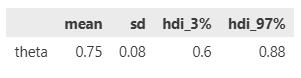 mean sd hdi_3% hdi_97%
theta 0.75 0.08 0.6 0.88